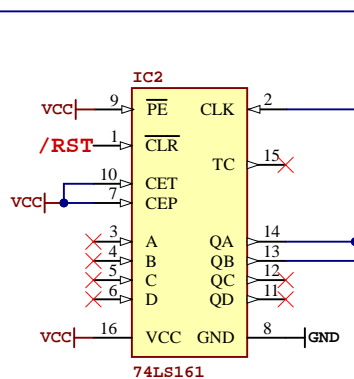 IC2
VCC 9 PE CLK 2
/RST 1 CLR
TC 15
10 CET
VCC 7 CEP
3 A QA 14
4 B QB 13
5 C QC 12
6 D QD 11
VCC 16 VCC GND 8 GND
74LS161